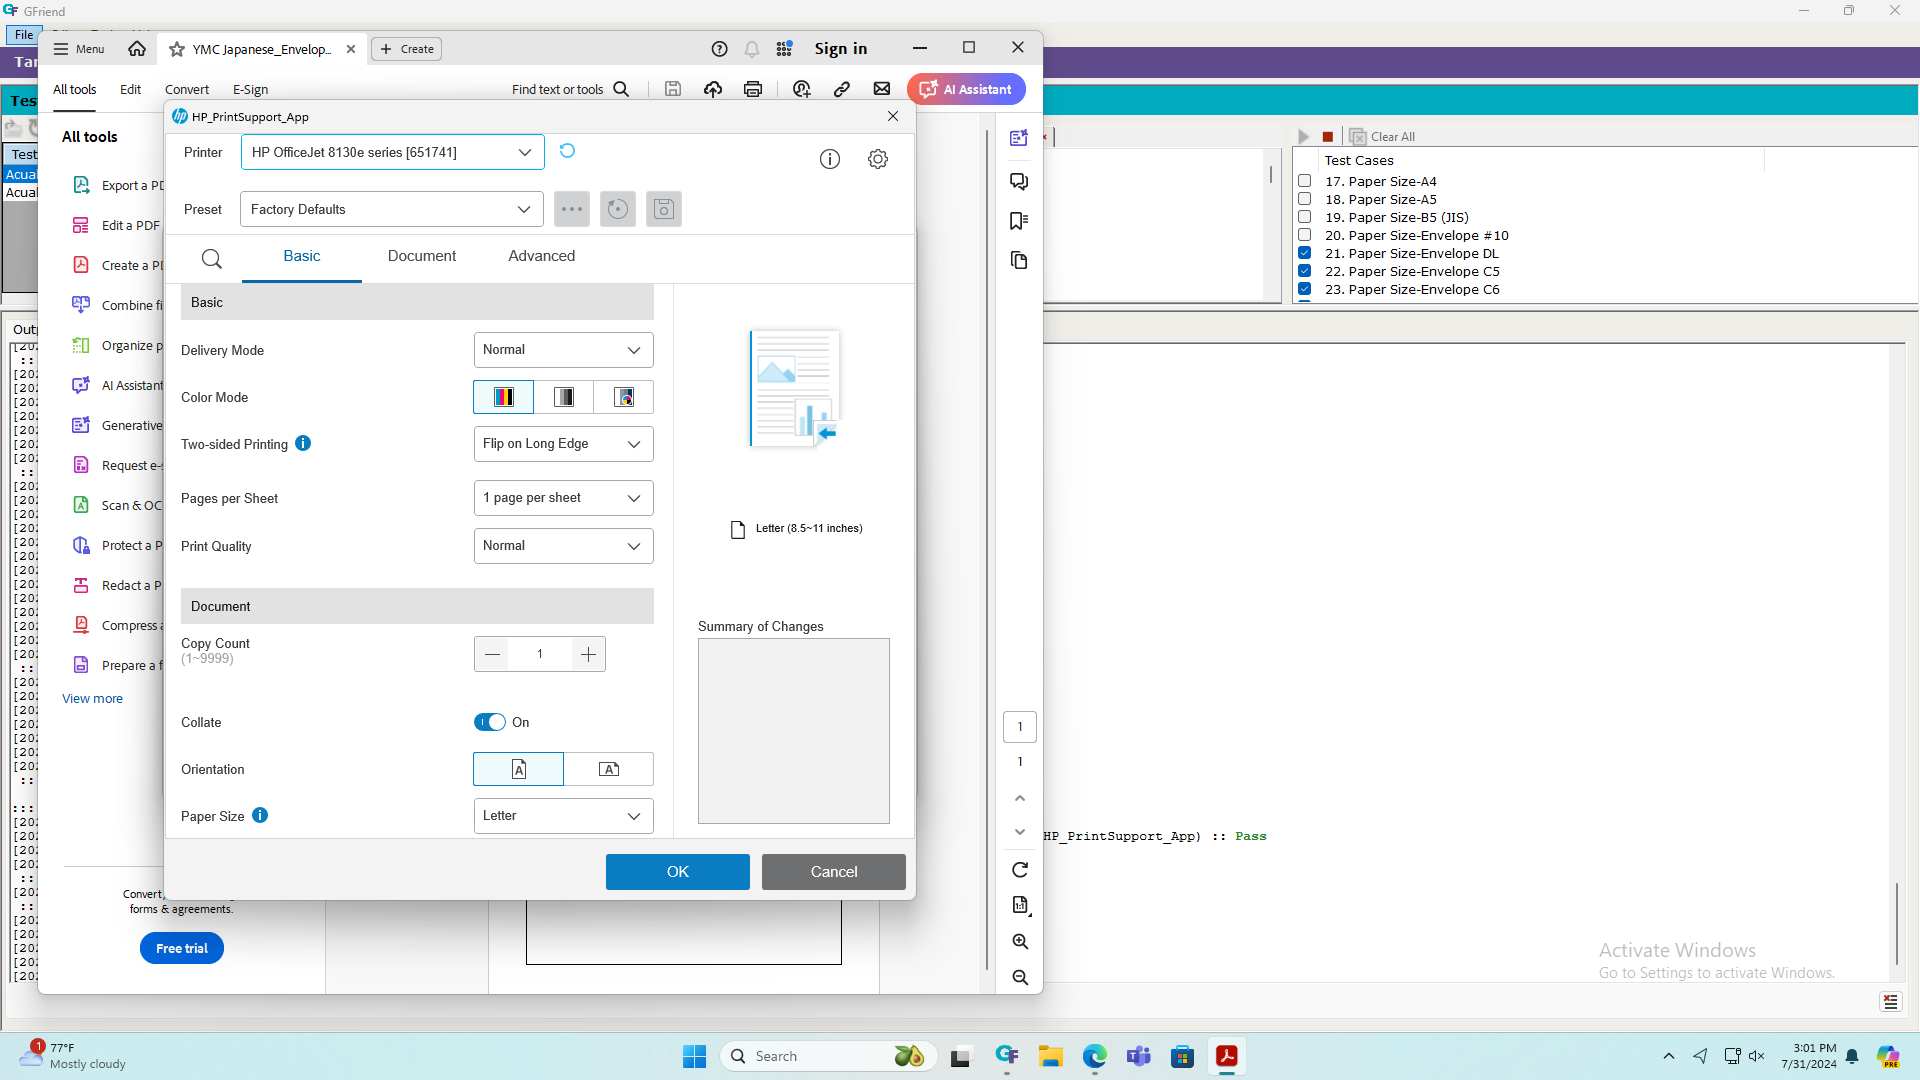 GFriend
File
Menu
YMC Japanese_Envelop...
Create
Sign in
All tools
Edit
Convert
E-Sign
Find text or tools
AI Assistant
All tools
Export a PD
Edit a PDF
Create a PD
Combine fi
Organize p
AI Assistant
Generative
Request e-s
Scan & OC
Protect a P
Redact a P
Compress a
Prepare a f
View more
Convert,
forms & agreements.
Free trial
HP_PrintSupport_App
Printer
HP OfficeJet 8130e series [651741]
Preset
Factory Defaults
Basic
Document
Advanced
Basic
Delivery Mode
Normal
Color Mode
Two-sided Printing
Flip on Long Edge
Pages per Sheet
1 page per sheet
Print Quality
Normal
Document
Copy Count
(1~9999)
1
Collate
On
Orientation
Paper Size
Letter
Letter (8.5~11 inches)
Summary of Changes
OK
Cancel
1
1
Clear All
Test Cases
17. Paper Size-A4
18. Paper Size-A5
19. Paper Size-B5 (JIS)
20. Paper Size-Envelope #10
21. Paper Size-Envelope DL
22. Paper Size-Envelope C5
23. Paper Size-Envelope C6
HP_PrintSupport_App) :: Pass
Activate Windows
Go to Settings to activate Windows.
1
77°F
Mostly cloudy
Search
3:01 PM
7/31/2024